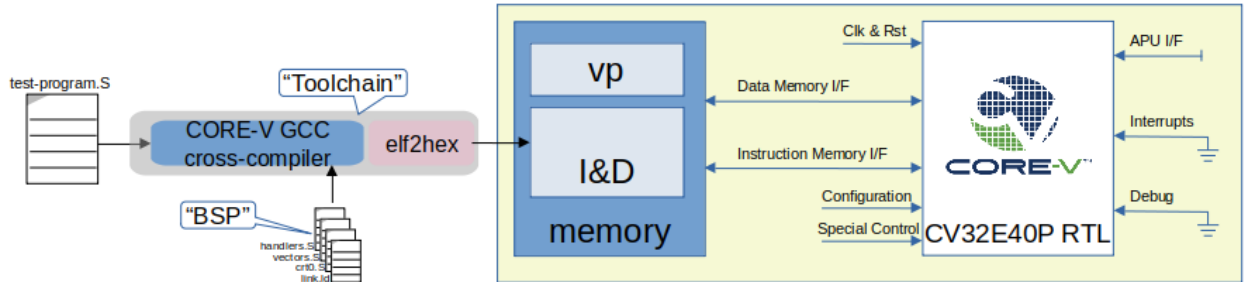 test-program.S
"Toolchain"
CORE-V GCC
cross-compiler
elf2hex
"BSP"
handlers.S
vectors.S
crt0.S
link.ld
vp
I&D
memory
Clk & Rst
Data Memory I/F
Instruction Memory I/F
Configuration
Special Control
CORE-V™
CV32E40P RTL
APU I/F
Interrupts
Debug